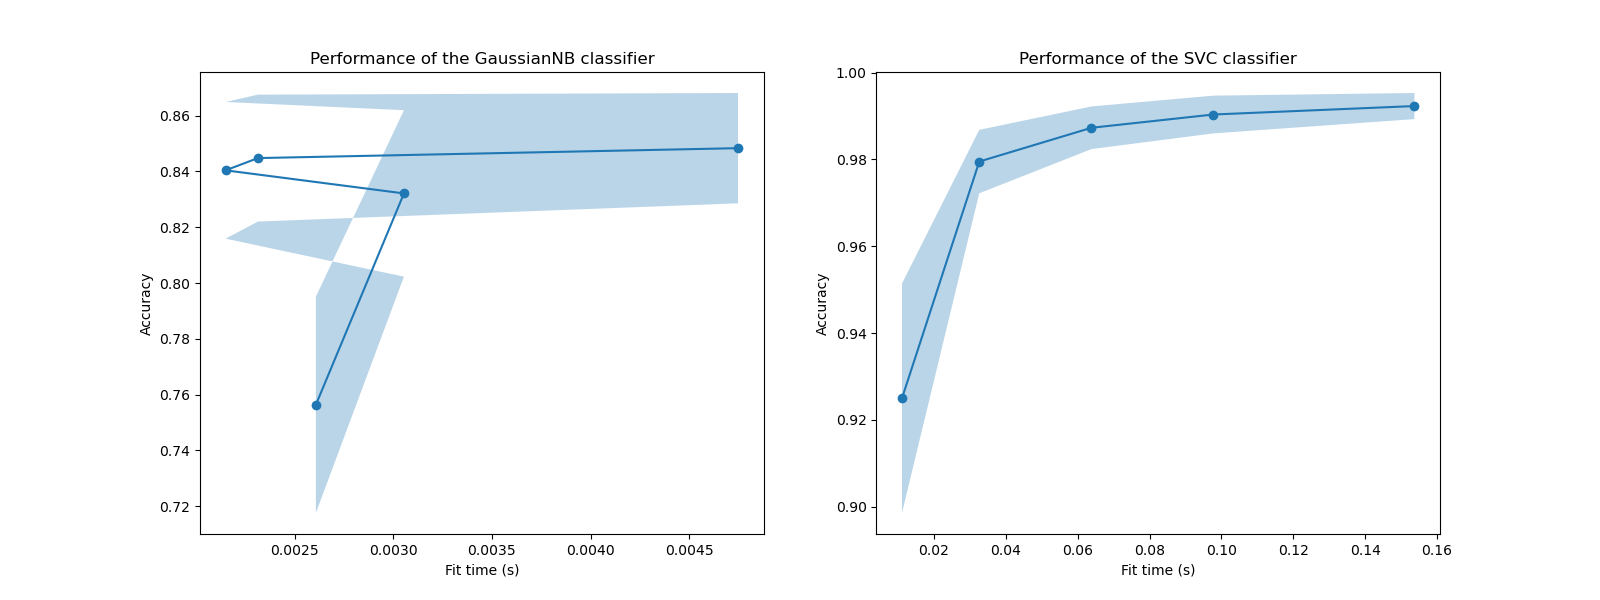 Performance of the GaussianNB classifier
Accuracy
0.86
0.84
0.82
0.80
0.78
0.76
0.74
0.72
0.0025 0.0030 0.0035 0.0040 0.0045
Fit time (s)
Performance of the SVC classifier
Accuracy
1.00
0.98
0.96
0.94
0.92
0.90
0.02 0.04 0.06 0.08 0.10 0.12 0.14 0.16
Fit time (s)